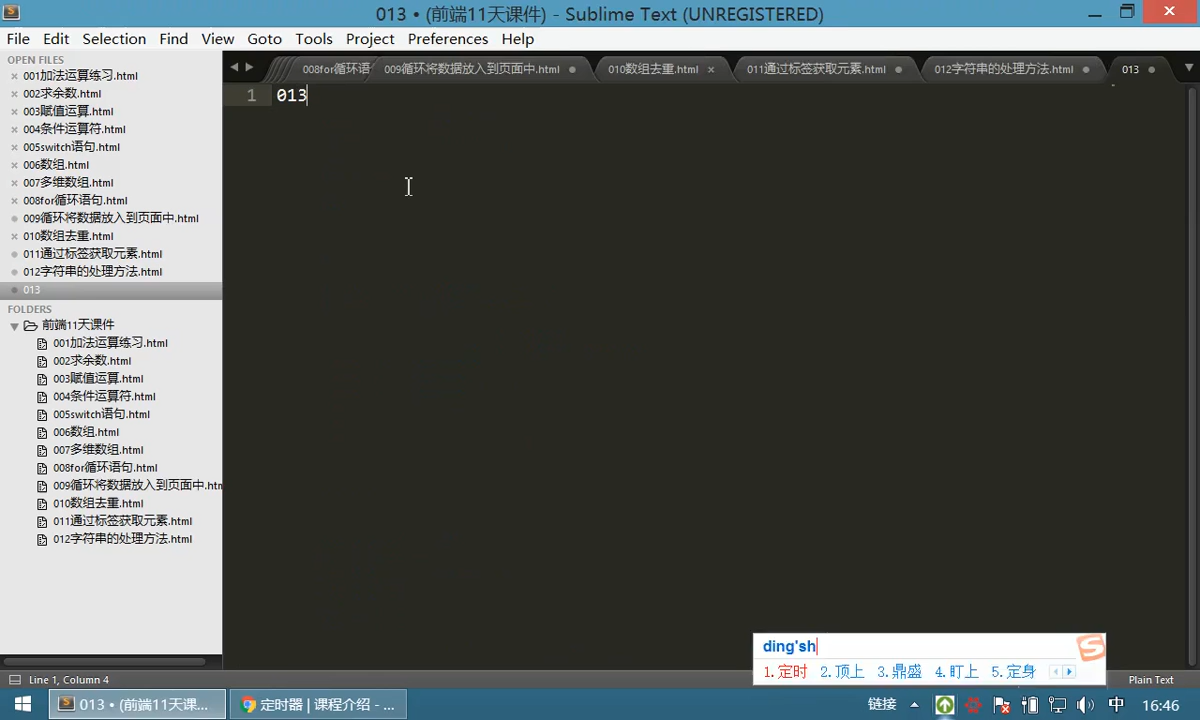 013 • (前端11天课件) - Sublime Text (UNREGISTERED)
File Edit Selection Find View Goto Tools Project Preferences Help
OPEN FILES
001加法运算练习.html
002求余数.html
003赋值运算.html
004条件运算符.html
005switch语句.html
006数组.html
007多维数组.html
008for循环语句.html
009循环将数据放入到页面中.html
010数组去重.html
011通过标签获取元素.html
012字符串的处理方法.html
013
FOLDERS
前端11天课件
001加法运算练习.html
002求余数.html
003赋值运算.html
004条件运算符.html
005switch语句.html
006数组.html
007多维数组.html
008for循环语句.html
009循环将数据放入到页面中.htm
010数组去重.html
011通过标签获取元素.html
012字符串的处理方法.html
008for循环语 009循环将数据放入到页面中.html 010数组去重.html 011通过标签获取元素.html 012字符串的处理方法.html 013
1 013
ding'sh
1.定时 2.顶上 3.鼎盛 4.盯上 5.定身
Line 1, Column 4 Plain Text
013 • (前端11天课... 定时器 | 课程介绍 - ... 链接 中 16:46